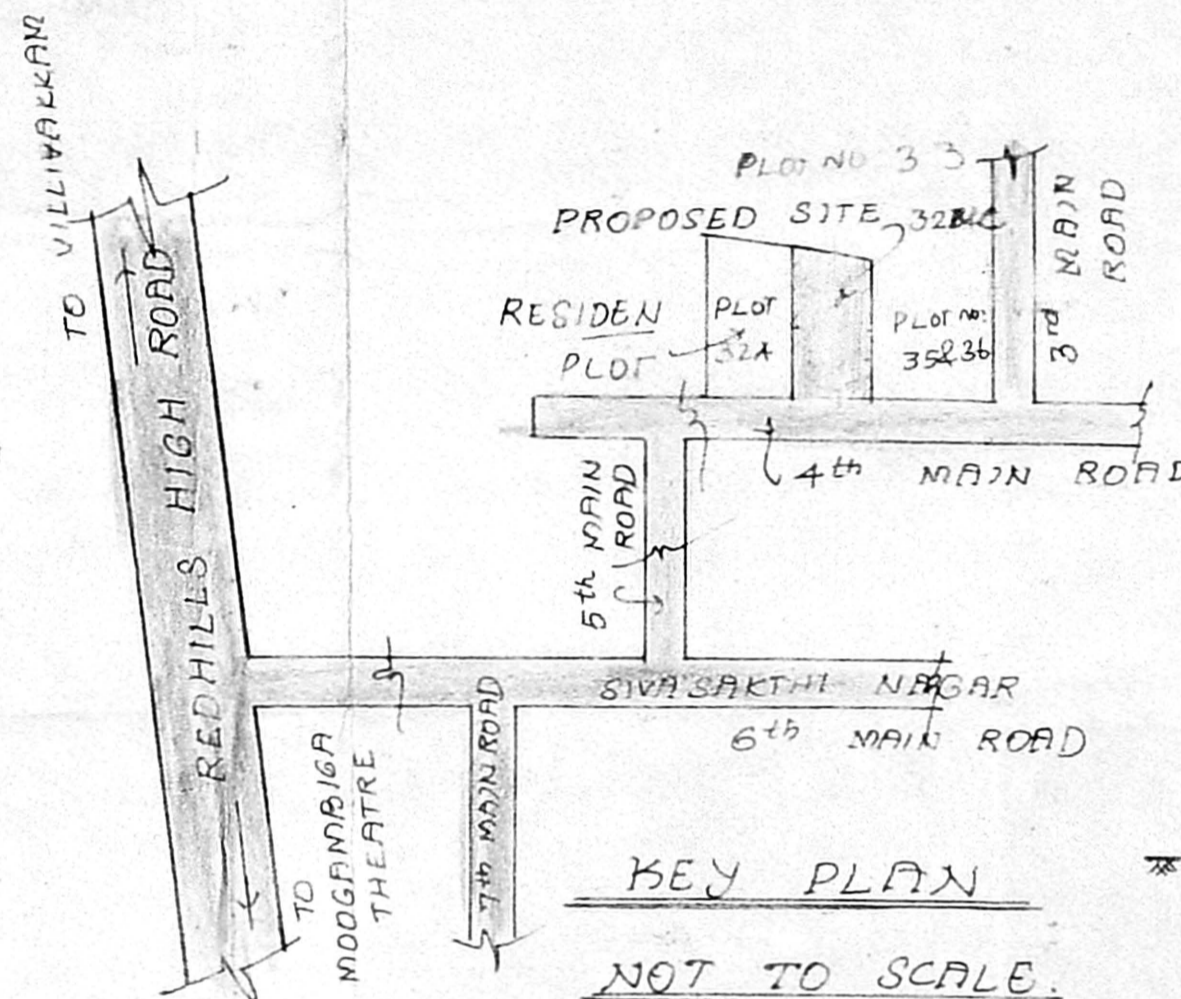 TO VILLIVAKKAM
REDHILLS HIGH ROAD
PLOT NO 33
PROPOSED SITE
RESIDEN
PLOT
PLOT
32A
PLOT no:
35&36
3rd MAIN
ROAD
4th MAIN ROAD
5th MAIN
ROAD
SIVASAKTHI NAGAR
6th MAIN ROAD
7th MAIN ROAD
TO
MOOGAMBIGA
THEATRE
KEY PLAN
NOT TO SCALE.